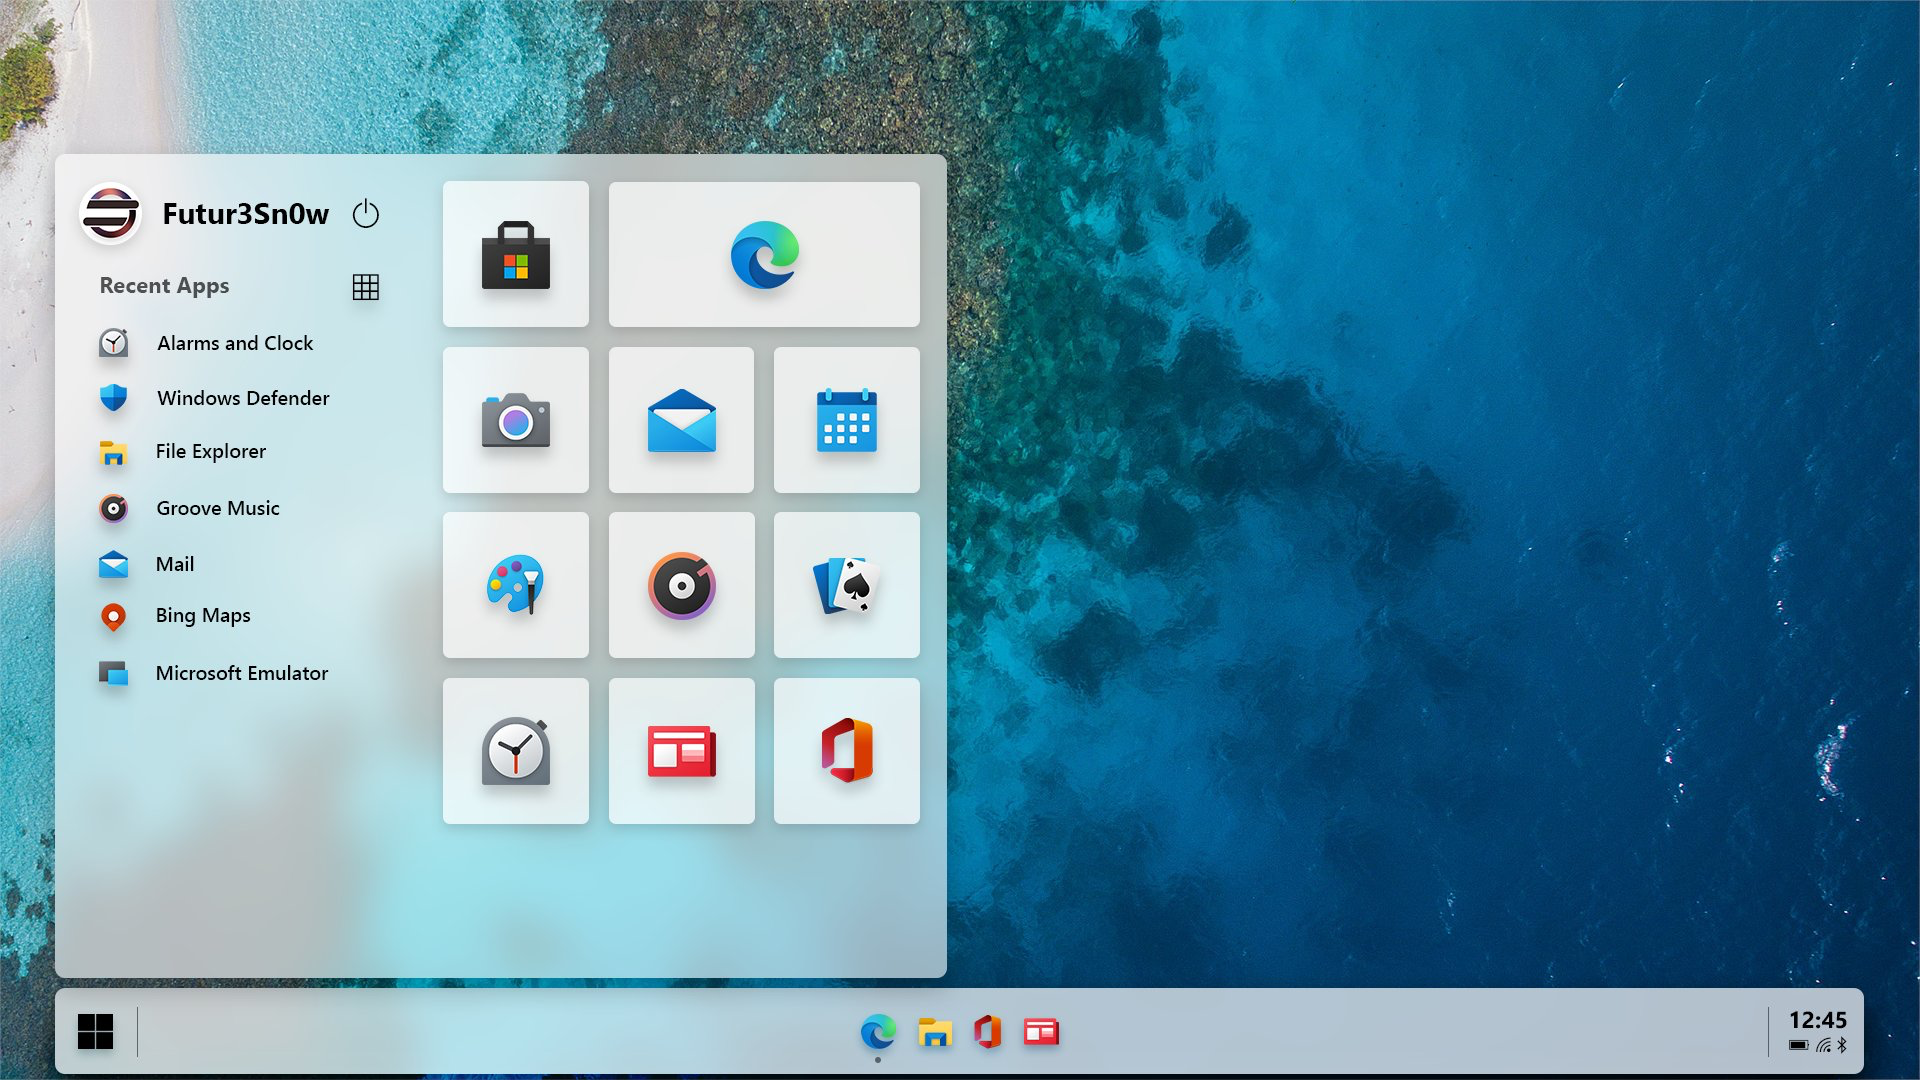 Futur3Sn0w
Recent Apps
Alarms and Clock
Windows Defender
File Explorer
Groove Music
Mail
Bing Maps
Microsoft Emulator
12:45